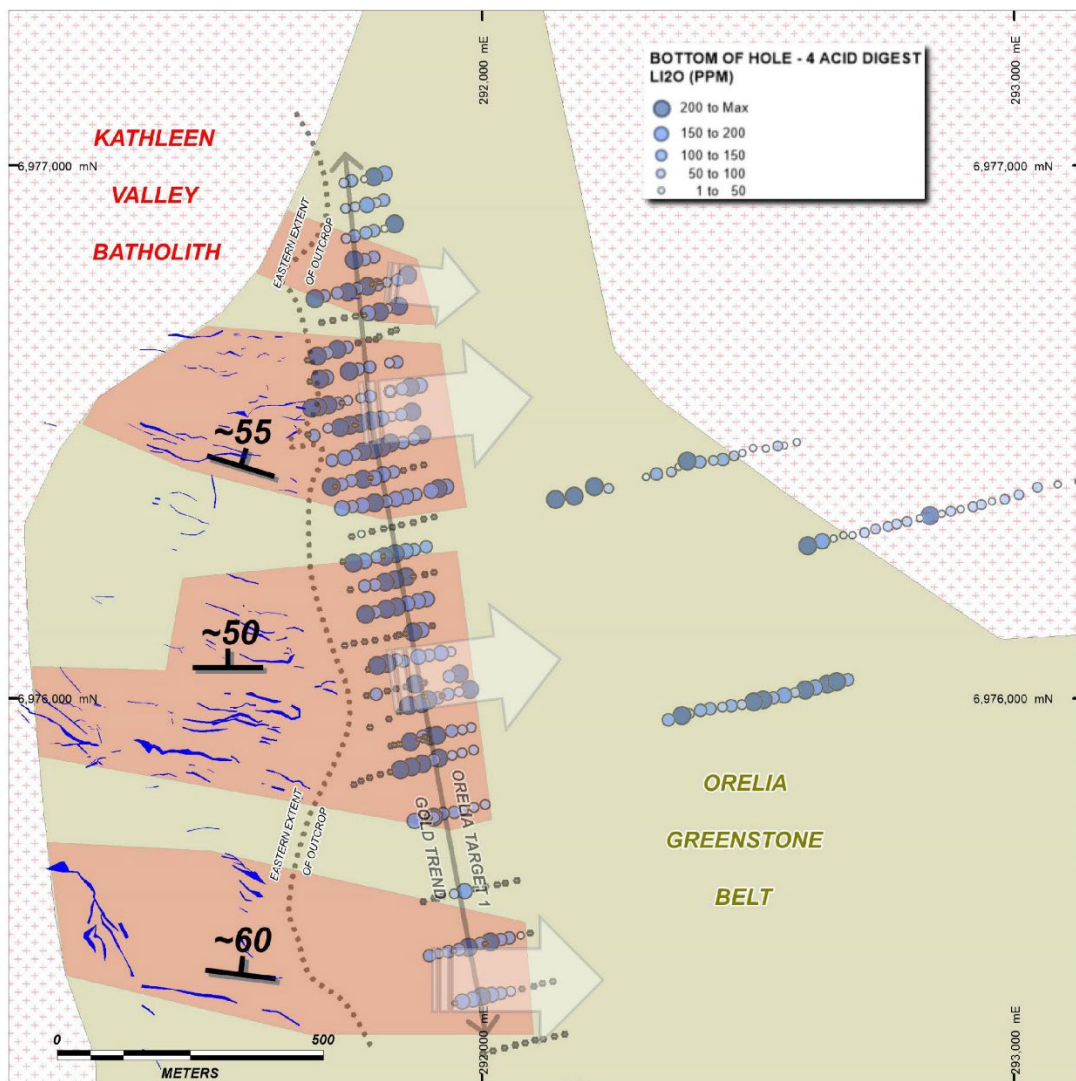 BOTTOM OF HOLE - 4 ACID DIGEST
LI2O (PPM)
200 to Max
150 to 200
100 to 150
50 to 100
1 to 50
292,000 mE
293,000 mE
KATHLEEN
VALLEY
BATHOLITH
6,977,000 mN
6,977,000 mN
EASTERN EXTENT
OF OUTCROP
~55
~50
6,976,000 mN
6,976,000 mN
ORELIA
GREENSTONE
BELT
ORELIA TARGET 1
GOLD TREND
EASTERN EXTENT
OF OUTCROP
~60
0
500
METERS
292,000 mE
293,000 mE